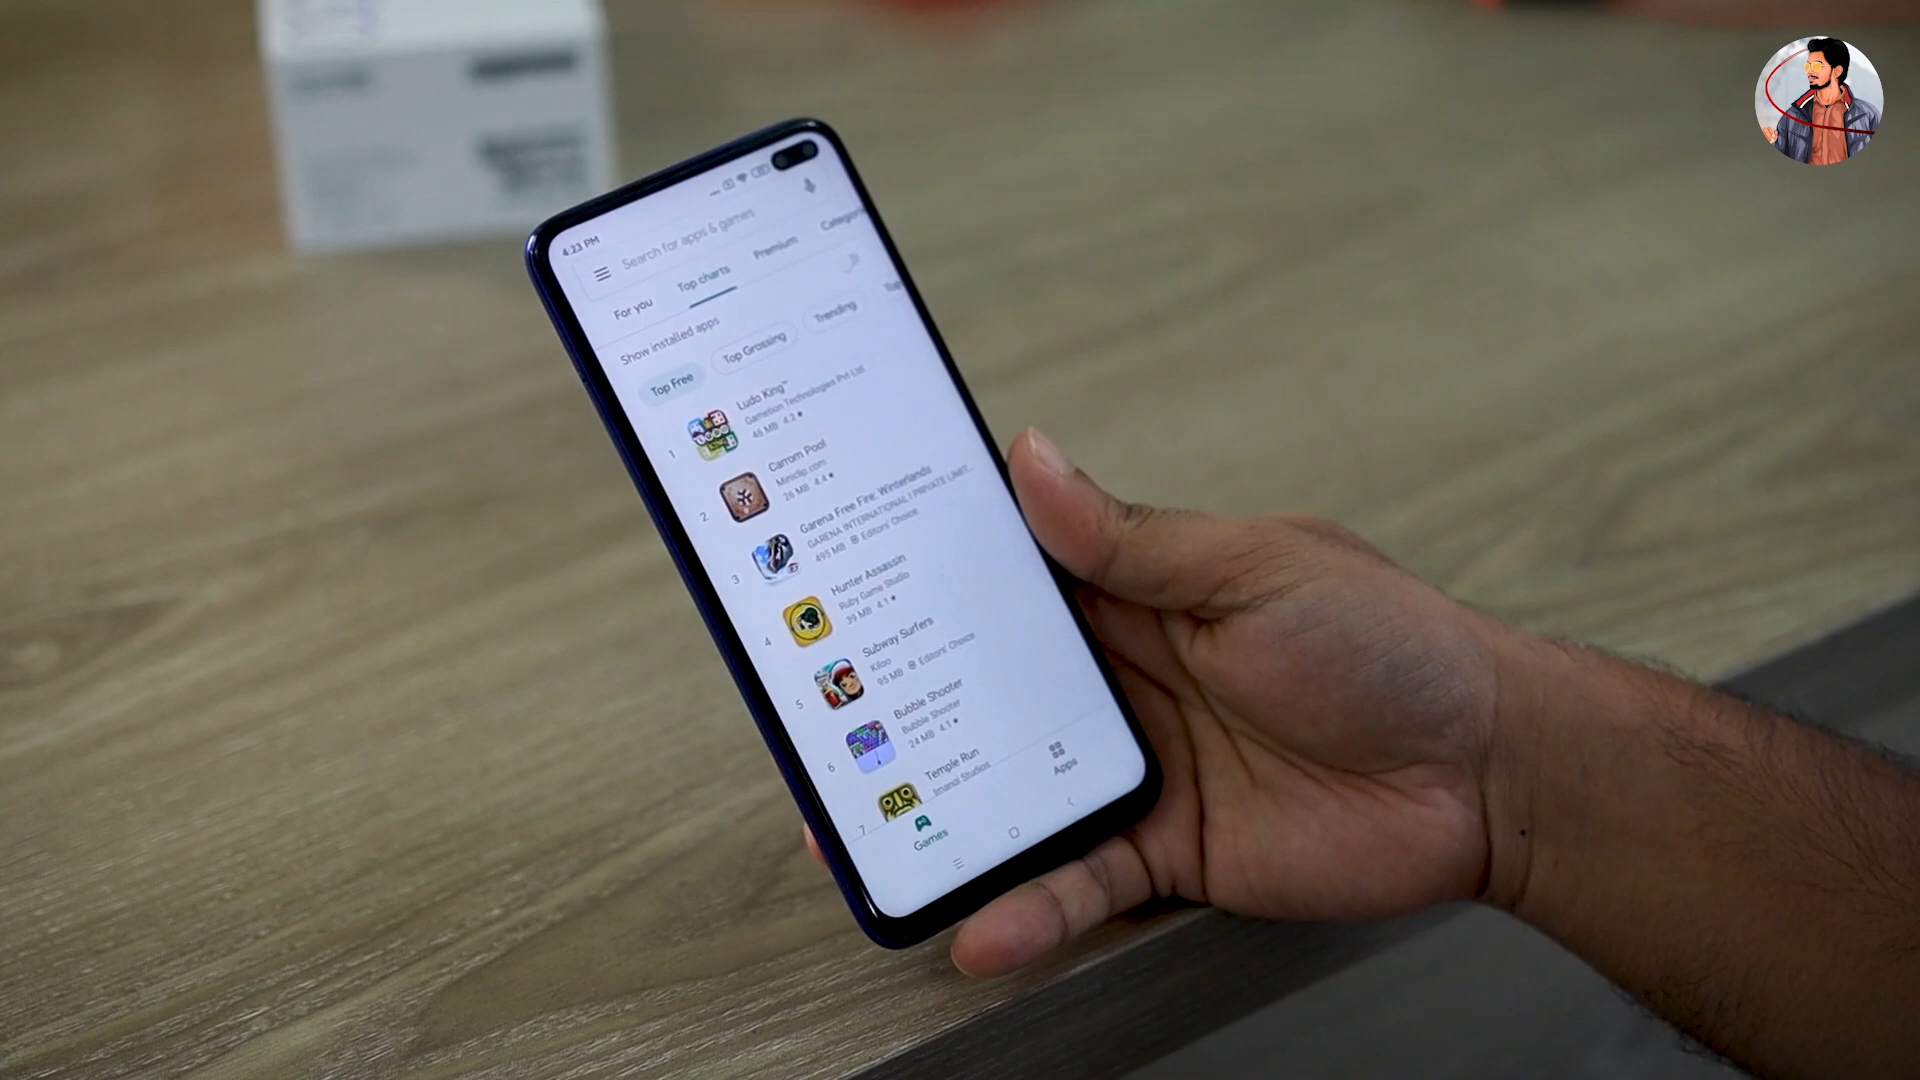 4:23 PM
Search for apps & games
For you
Top charts
Premium
Categori
Show installed apps
Top Free
Top Grossing
Trending
Top
1
Ludo King™
Gametion Technologies Pvt Ltd
48 MB 4.2★
2
Carrom Pool
Miniclip.com
26 MB 4.4★
3
Garena Free Fire: Winterlands
GARENA INTERNATIONAL I PRIVATE LIMIT...
495 MB Editors' Choice
4
Hunter Assassin
Ruby Game Studio
39 MB 4.1★
5
Subway Surfers
Kiloo
95 MB Editors' Choice
6
Bubble Shooter
Bubble Shooter
24 MB 4.1★
7
Temple Run
Imangi Studios
Games
Apps